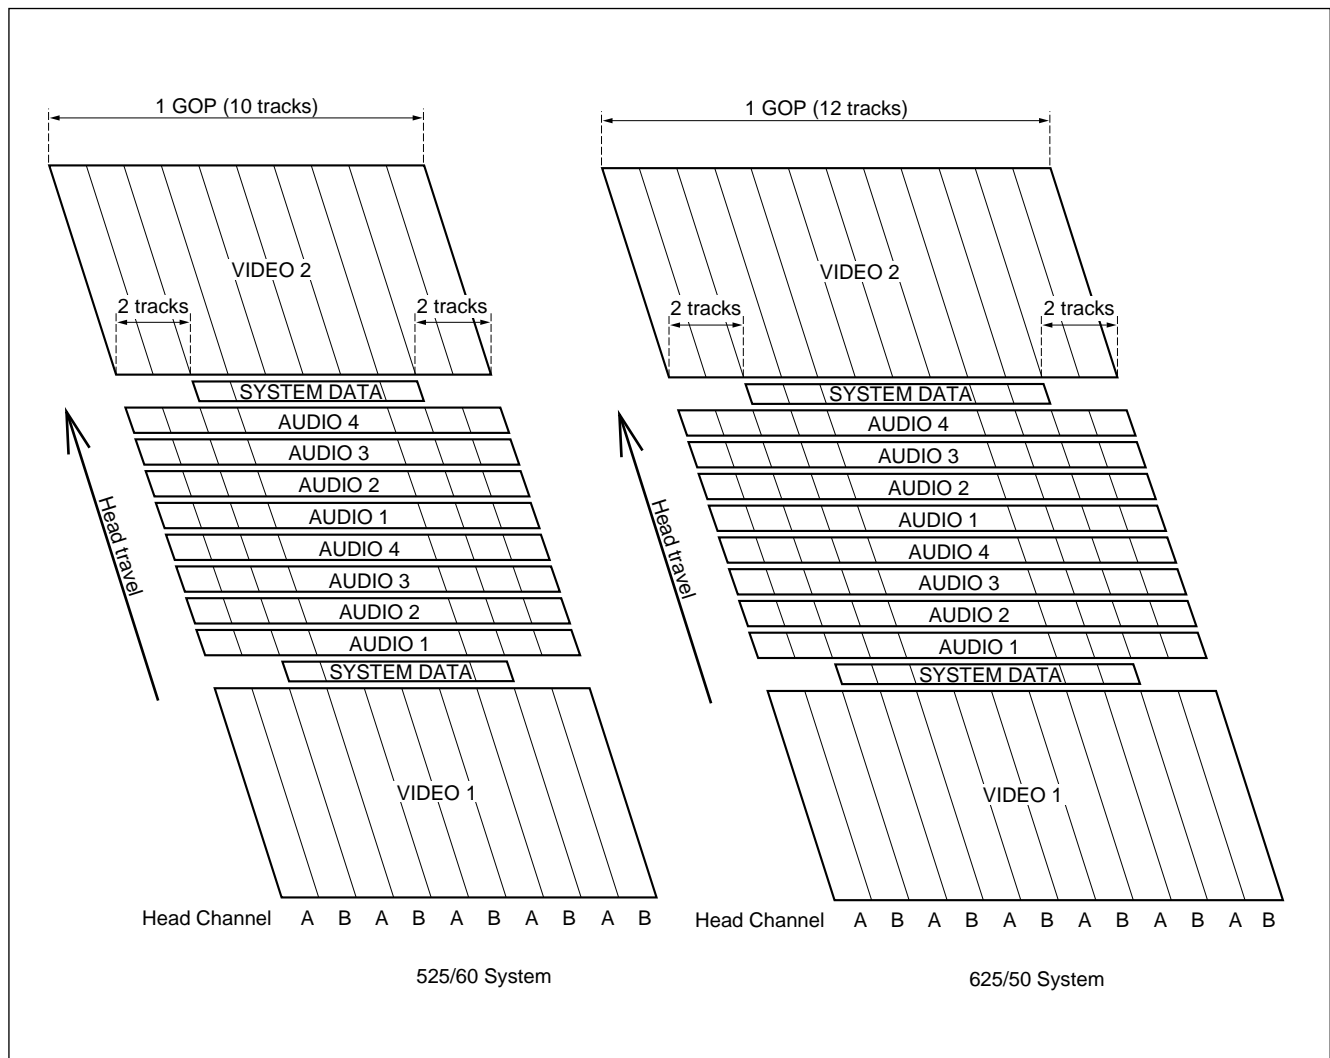 1 GOP (10 tracks)
VIDEO 2
2 tracks
2 tracks
SYSTEM DATA
AUDIO 4
AUDIO 3
AUDIO 2
AUDIO 1
AUDIO 4
AUDIO 3
AUDIO 2
AUDIO 1
SYSTEM DATA
Head travel
VIDEO 1
Head Channel A B A B A B A B A B
525/60 System
1 GOP (12 tracks)
VIDEO 2
2 tracks
2 tracks
SYSTEM DATA
AUDIO 4
AUDIO 3
AUDIO 2
AUDIO 1
AUDIO 4
AUDIO 3
AUDIO 2
AUDIO 1
SYSTEM DATA
Head travel
VIDEO 1
Head Channel A B A B A B A B A B A B
625/50 System